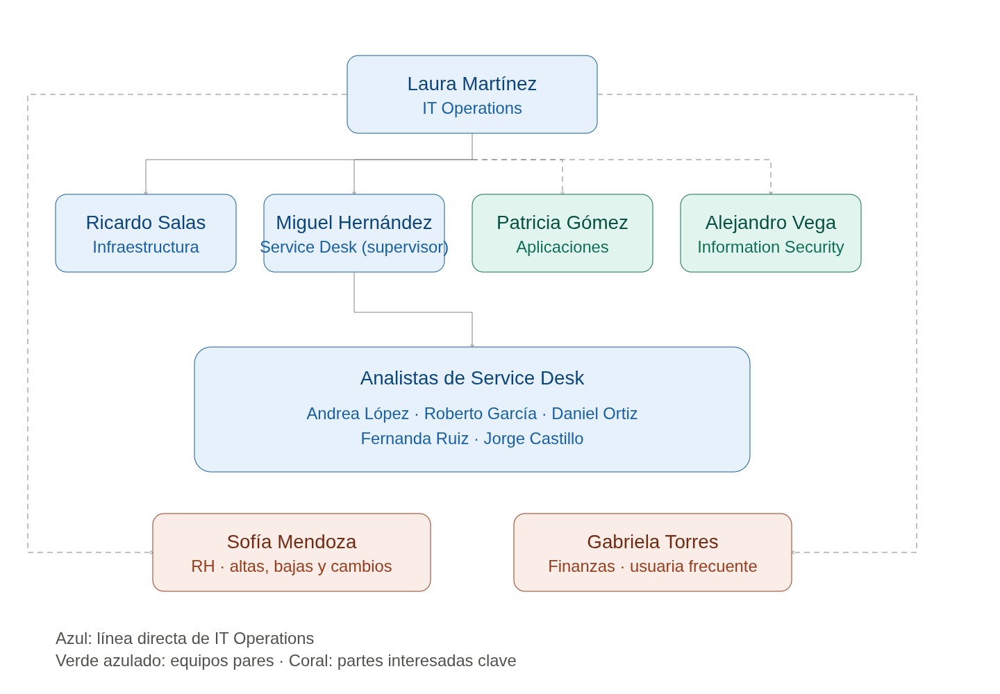 Laura Martínez
IT Operations
Ricardo Salas
Infraestructura
Miguel Hernández
Service Desk (supervisor)
Patricia Gómez
Aplicaciones
Alejandro Vega
Information Security
Analistas de Service Desk
Andrea López · Roberto García · Daniel Ortiz
Fernanda Ruiz · Jorge Castillo
Sofía Mendoza
RH · altas, bajas y cambios
Gabriela Torres
Finanzas · usuaria frecuente
Azul: línea directa de IT Operations
Verde azulado: equipos pares · Coral: partes interesadas clave